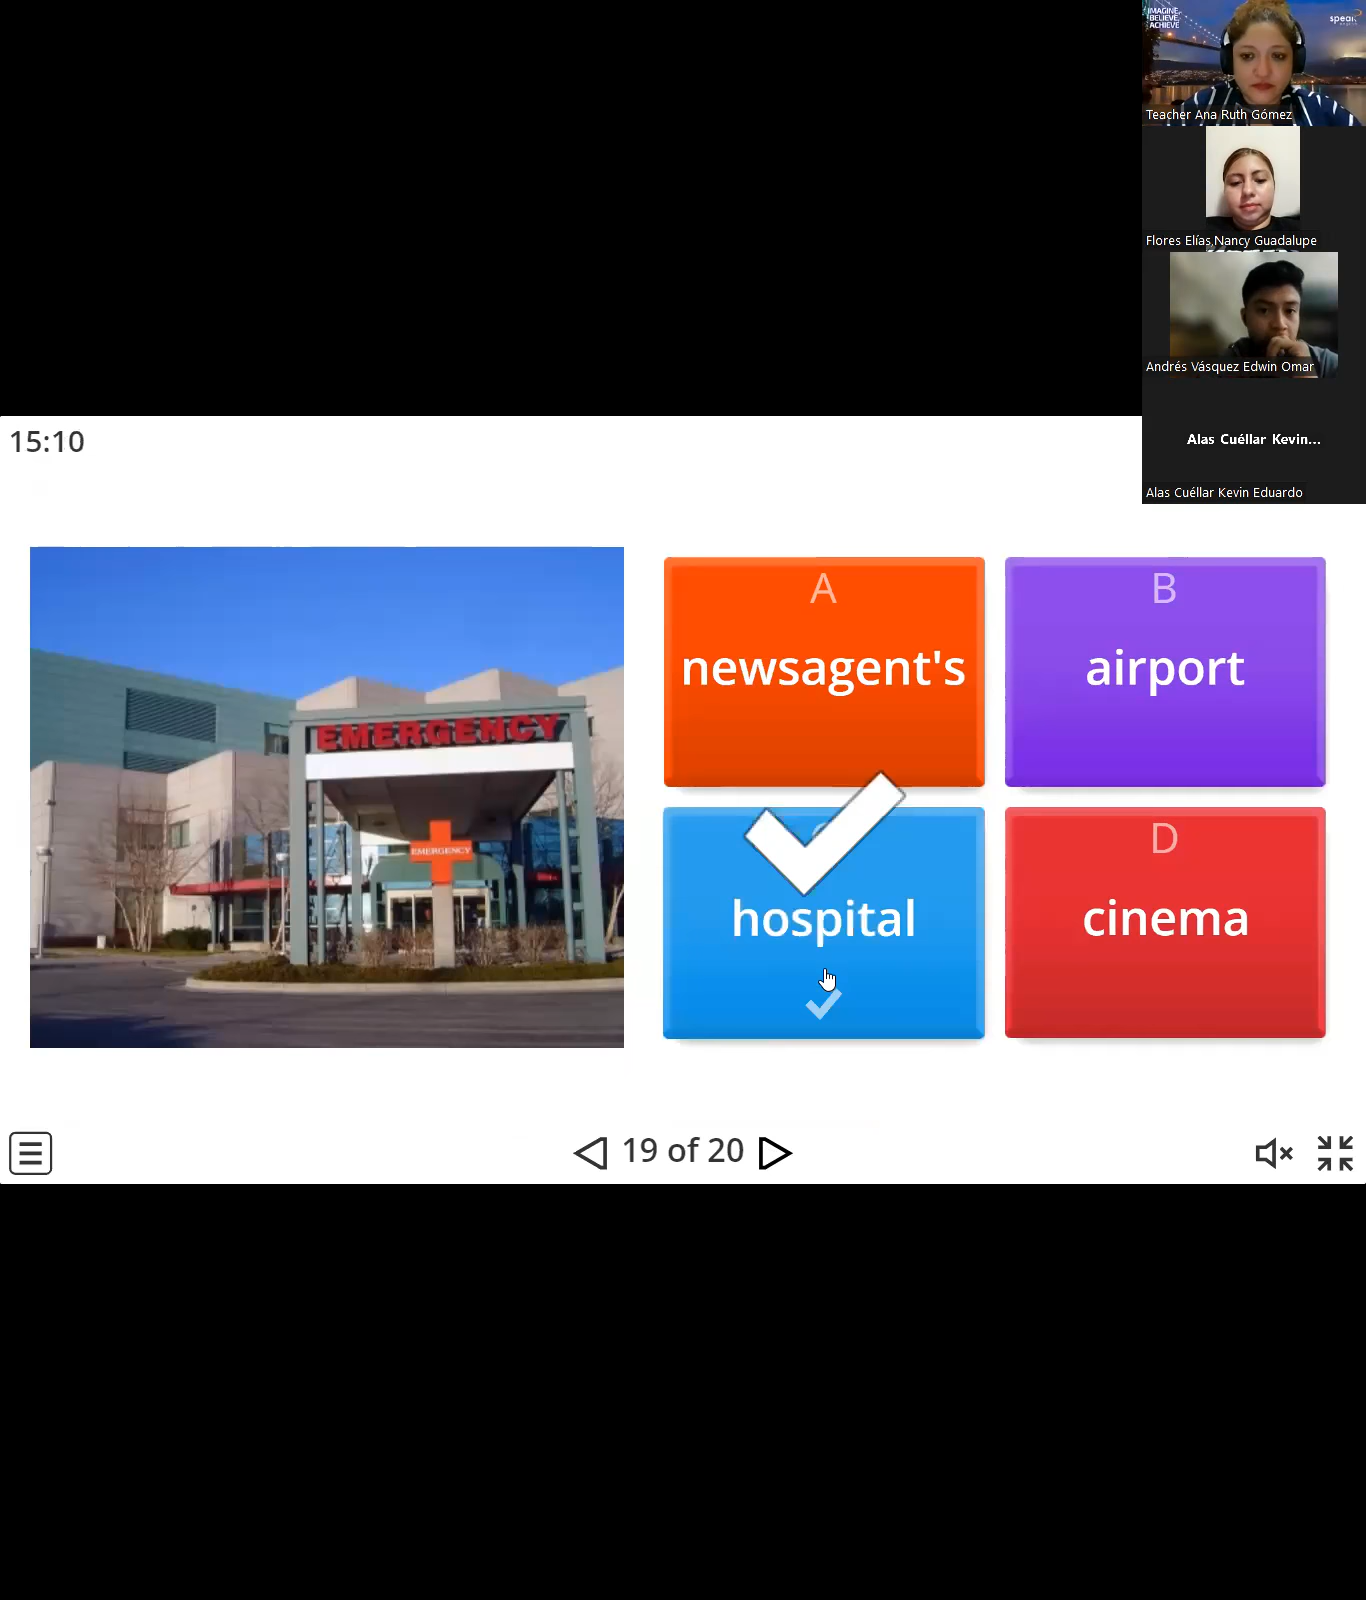 IMAGINE,
BELIEVE,
ACHIEVE
speak
Teacher Ana Ruth Gómez
Flores Elías Nancy Guadalupe
Andrés Vásquez Edwin Omar
Alas Cuéllar Kevin...
Alas Cuéllar Kevin Eduardo
15:10
EMERGENCY
EMERGENCY
A
newsagent's
B
airport
hospital
D
cinema
19 of 20